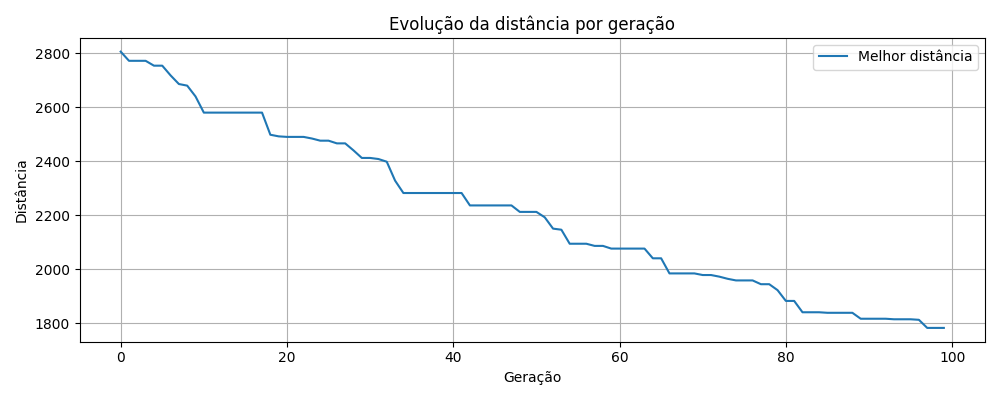 Evolução da distância por geração
Melhor distância
Distância
2800
2600
2400
2200
2000
1800
0 20 40 60 80 100
Geração